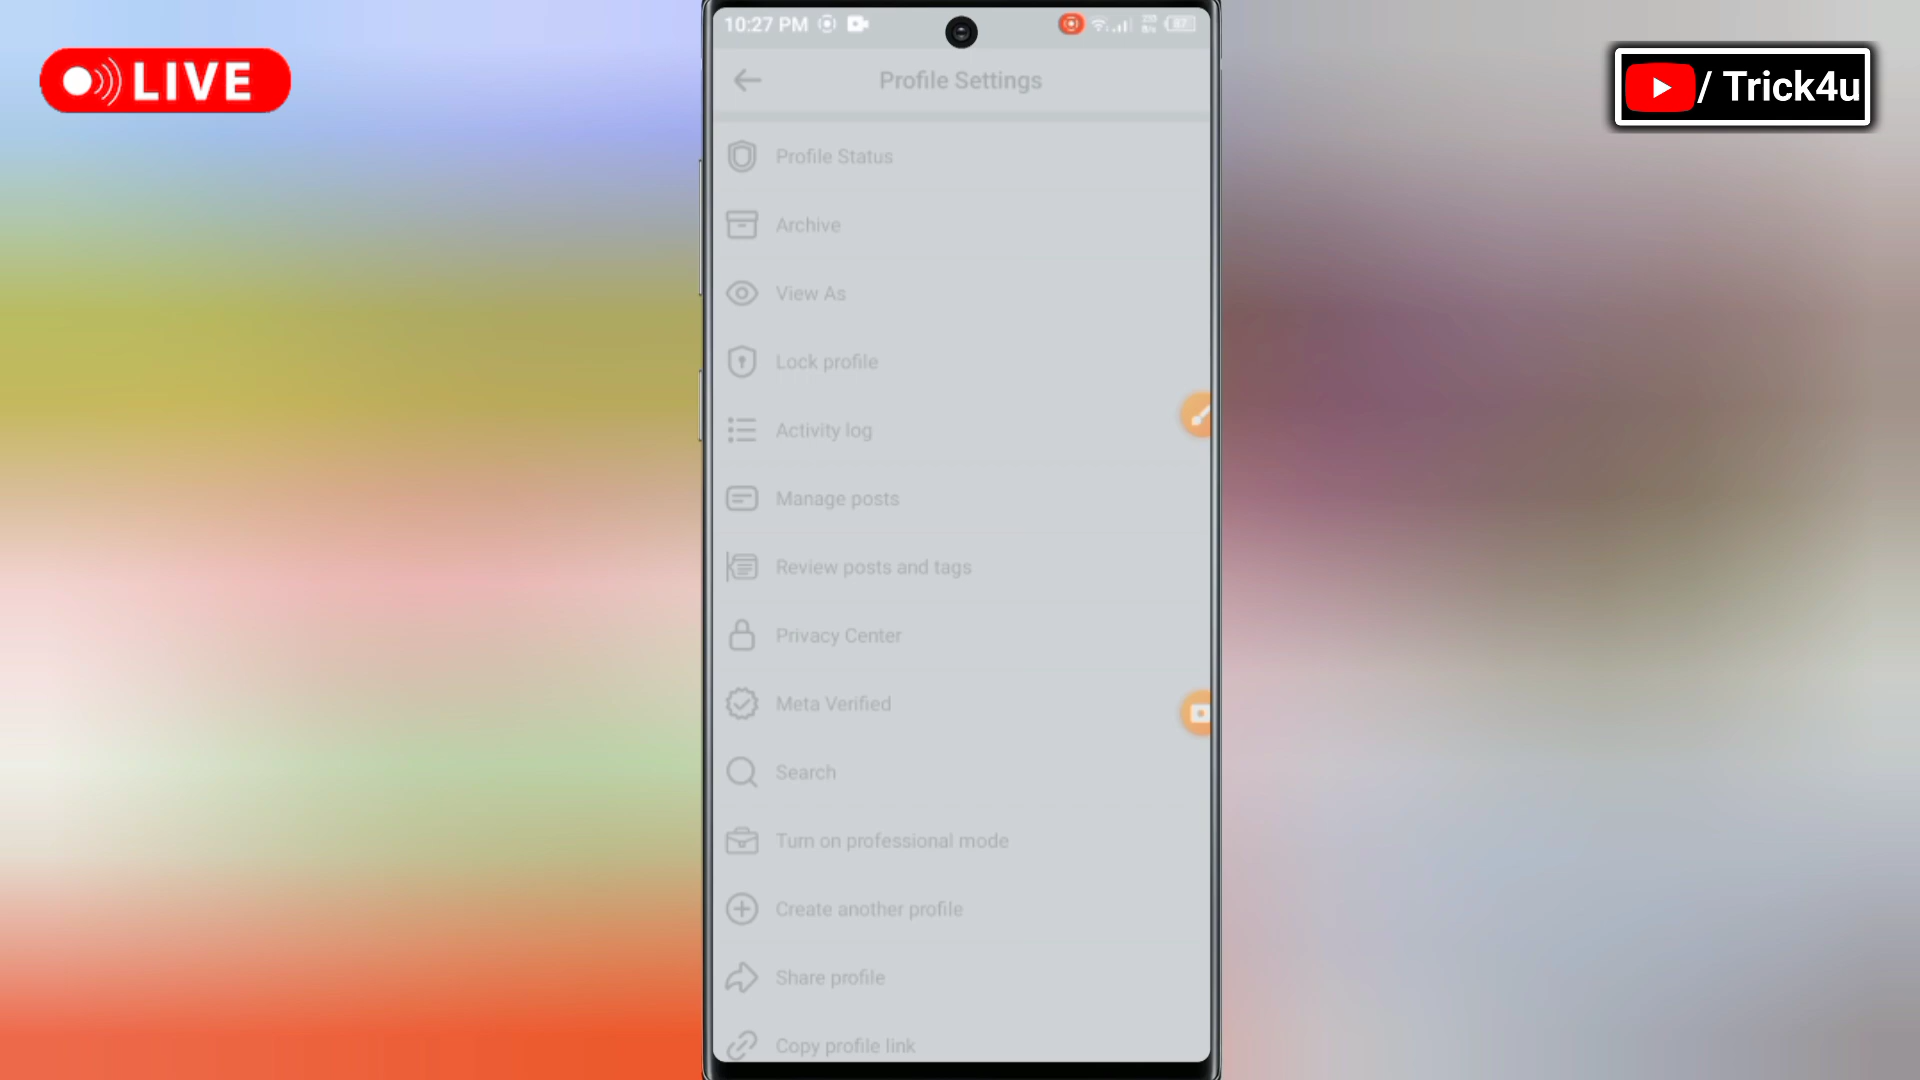 LIVE
/ Trick4u
10:27 PM
87
Profile Settings
Profile Status
Archive
View As
Lock profile
Activity log
Manage posts
Review posts and tags
Privacy Center
Meta Verified
Search
Turn on professional mode
Create another profile
Share profile
Copy profile link